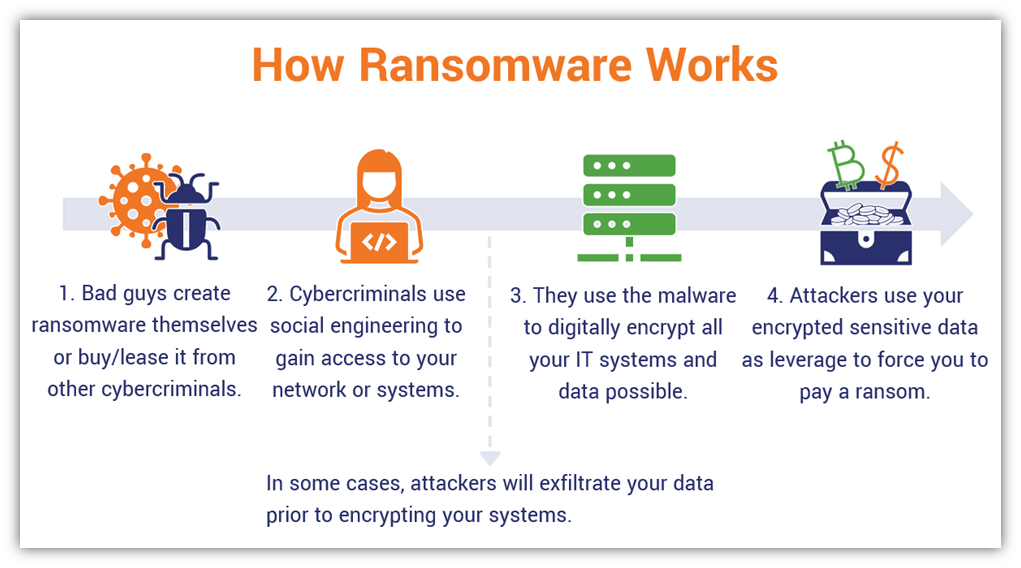 How Ransomware Works
1. Bad guys create
ransomware themselves
or buy/lease it from
other cybercriminals.
2. Cybercriminals use
social engineering to
gain access to your
network or systems.
3. They use the malware
to digitally encrypt all
your IT systems and
data possible.
4. Attackers use your
encrypted sensitive data
as leverage to force you to
pay a ransom.
In some cases, attackers will exfiltrate your data
prior to encrypting your systems.